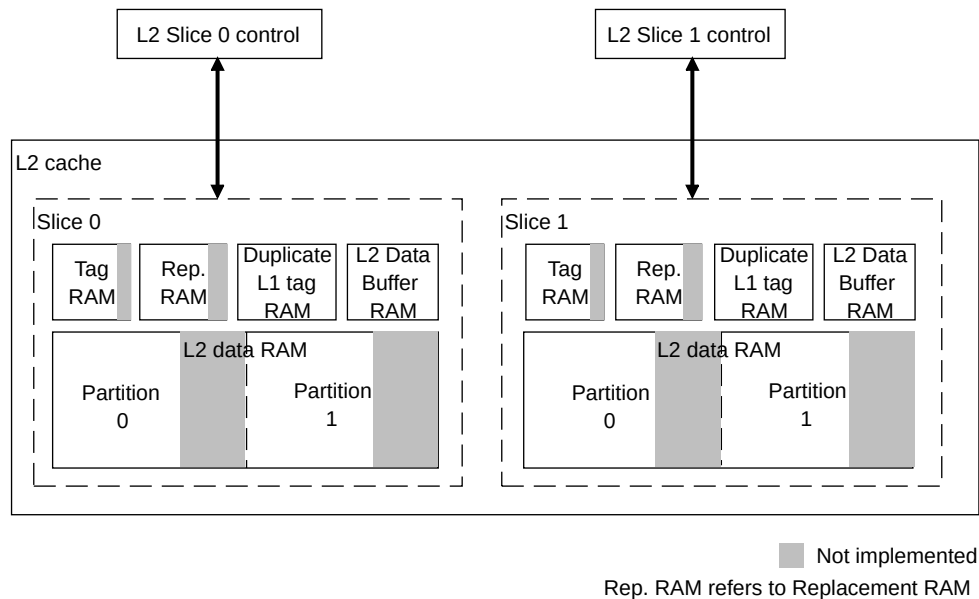 L2 Slice 0 control
L2 Slice 1 control
L2 cache
Slice 0
Tag
RAM
Rep.
RAM
Duplicate
L1 tag
RAM
L2 Data
Buffer
RAM
L2 data RAM
Partition
0
Partition
1
Slice 1
Tag
RAM
Rep.
RAM
Duplicate
L1 tag
RAM
L2 Data
Buffer
RAM
L2 data RAM
Partition
0
Partition
1
Not implemented
Rep. RAM refers to Replacement RAM